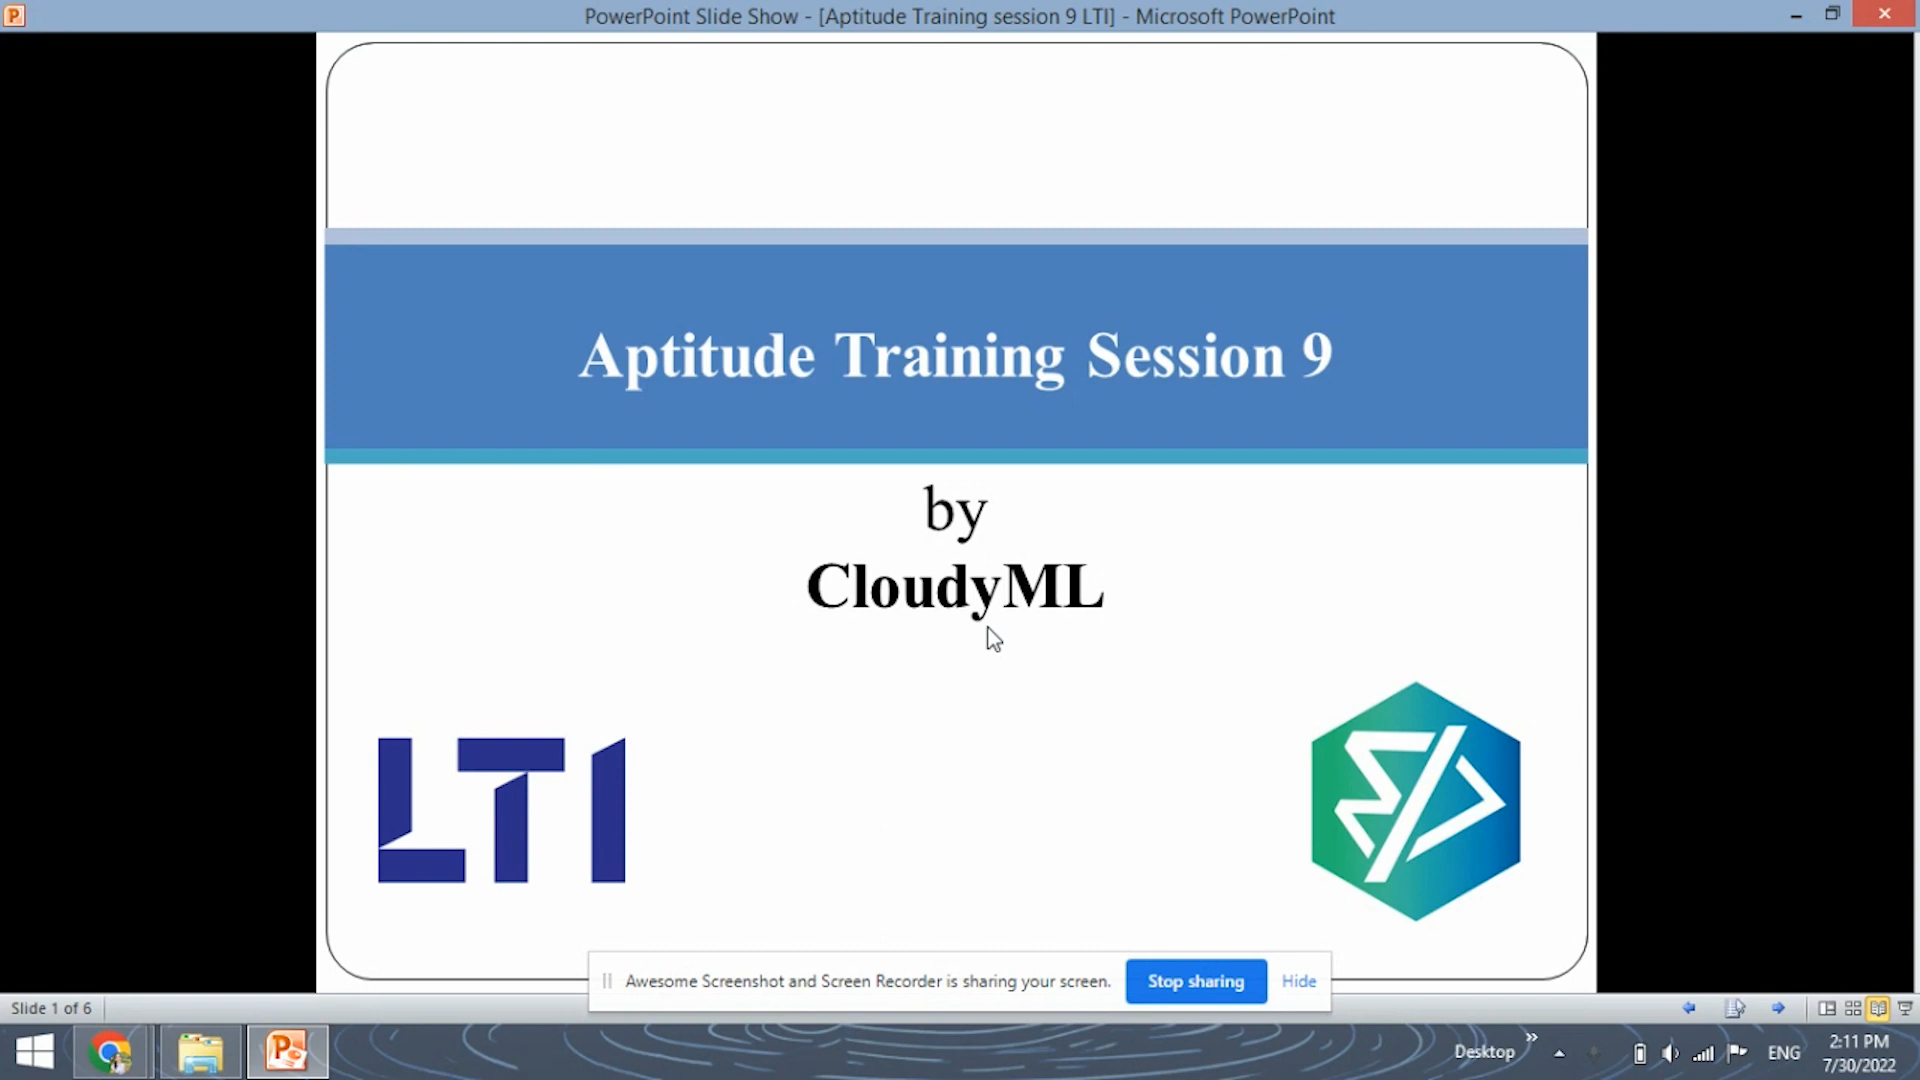 PowerPoint Slide Show - [Aptitude Training session 9 LTI] - Microsoft PowerPoint
Aptitude Training Session 9
by
CloudyML
LTI
Awesome Screenshot and Screen Recorder is sharing your screen.
Stop sharing
Hide
Slide 1 of 6
Desktop
ENG
2:11 PM
7/30/2022